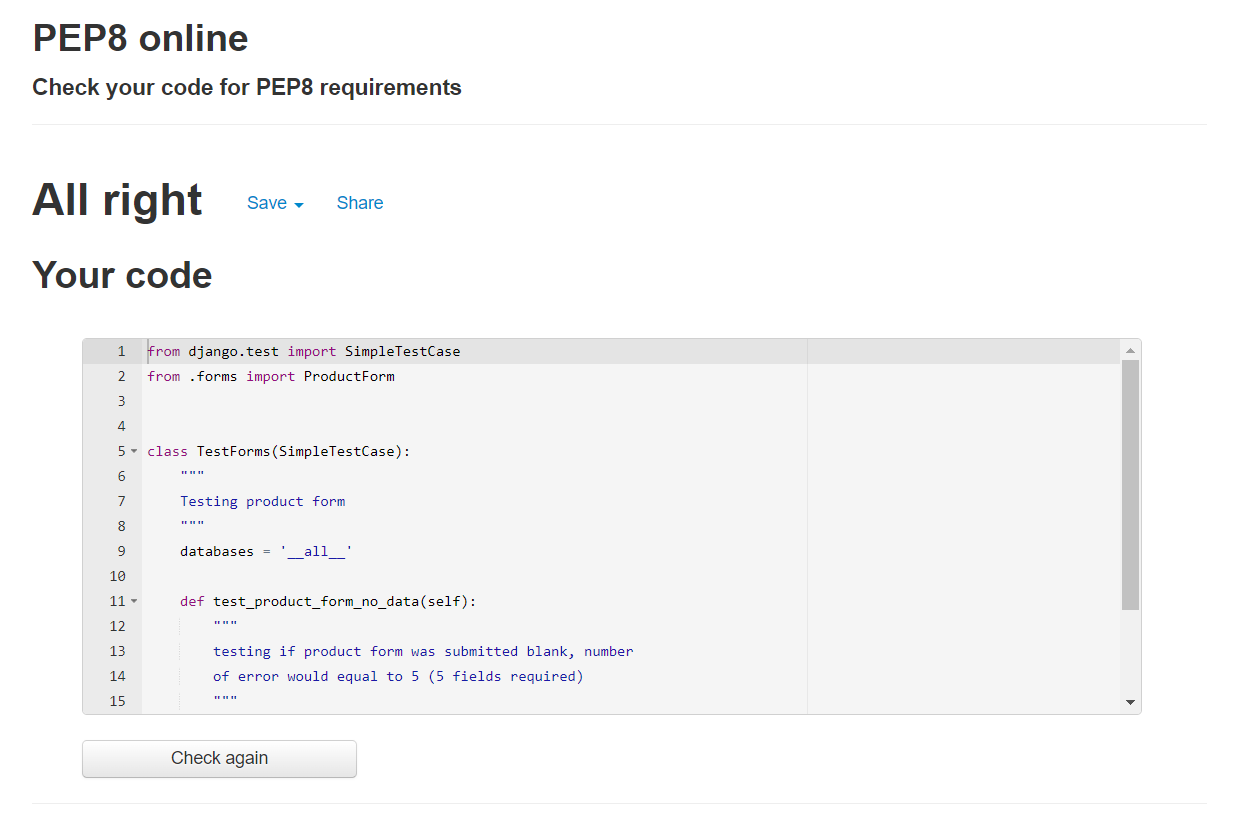 PEP8 online
Check your code for PEP8 requirements
All right Save Share
Your code
1 from django.test import SimpleTestCase
2 from .forms import ProductForm
3
4
5 class TestForms(SimpleTestCase):
6     """
7     Testing product form
8     """
9     databases = '__all__'
10
11     def test_product_form_no_data(self):
12         """
13         testing if product form was submitted blank, number
14         of error would equal to 5 (5 fields required)
15         """
Check again